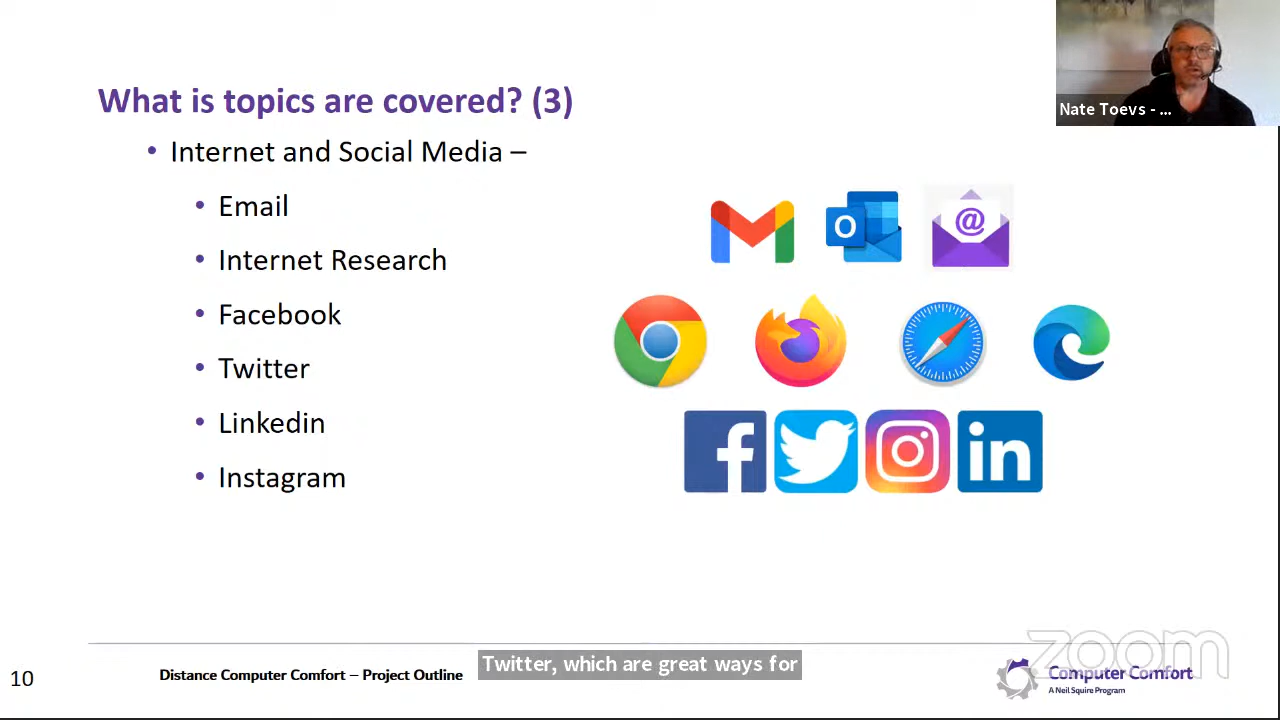 What is topics are covered? (3)
• Internet and Social Media –
• Email
• Internet Research
• Facebook
• Twitter
• Linkedin
• Instagram
O
@
f
in
Nate Toevs - ...
10
Distance Computer Comfort – Project Outline
Twitter, which are great ways for
zoom
Computer Comfort
A Neil Squire Program